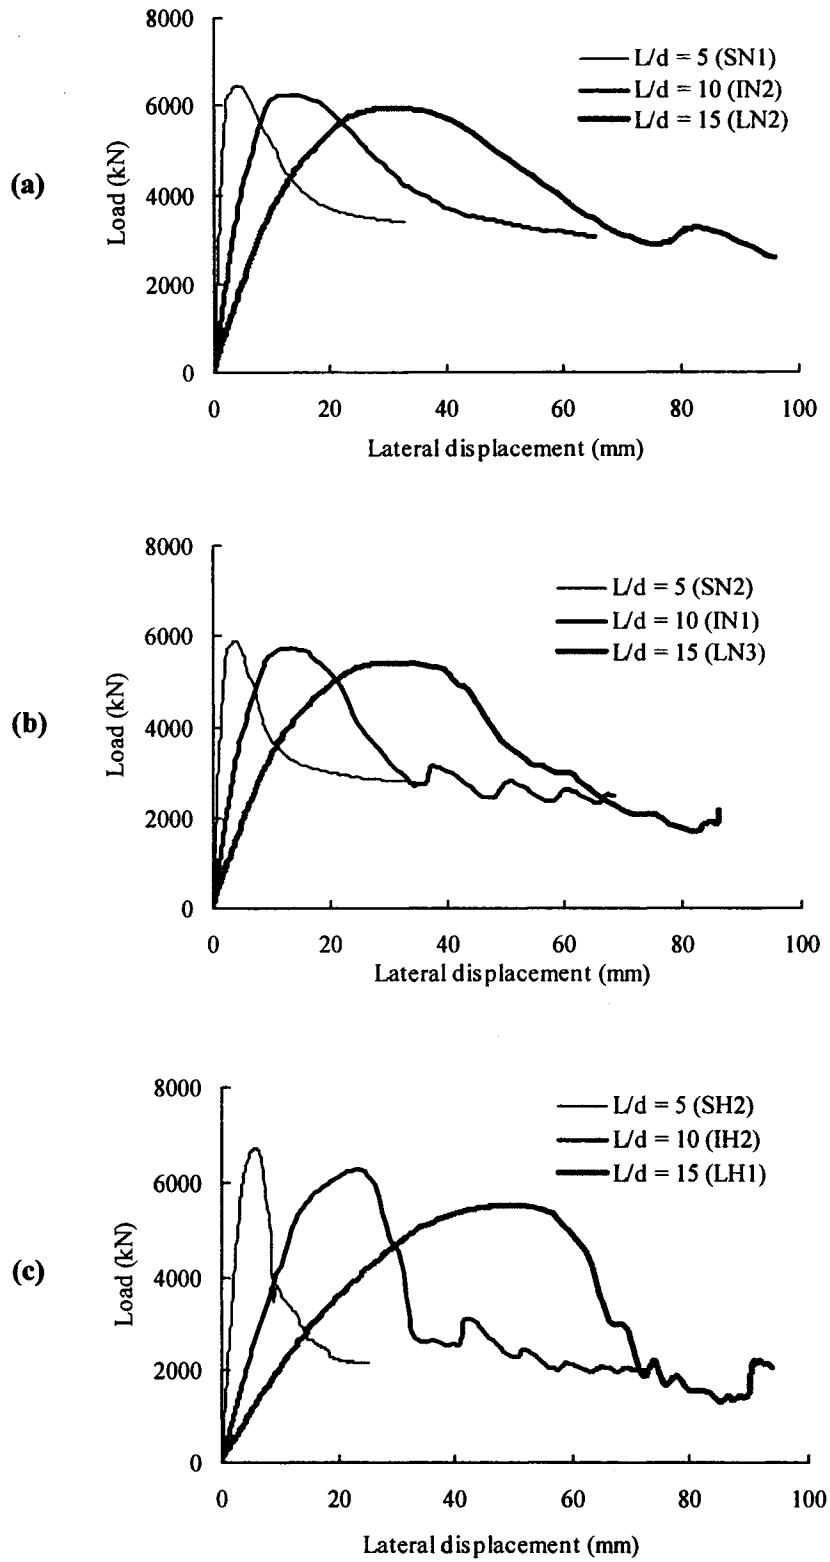 8000
6000
4000
2000
0
Load (kN)
(a)
L/d = 5 (SN1)
L/d = 10 (IN2)
L/d = 15 (LN2)
0 20 40 60 80 100
Lateral displacement (mm)
8000
6000
4000
2000
0
Load (kN)
(b)
L/d = 5 (SN2)
L/d = 10 (IN1)
L/d = 15 (LN3)
0 20 40 60 80 100
Lateral displacement (mm)
8000
6000
4000
2000
0
Load (kN)
(c)
L/d = 5 (SH2)
L/d = 10 (IH2)
L/d = 15 (LH1)
0 20 40 60 80 100
Lateral displacement (mm)